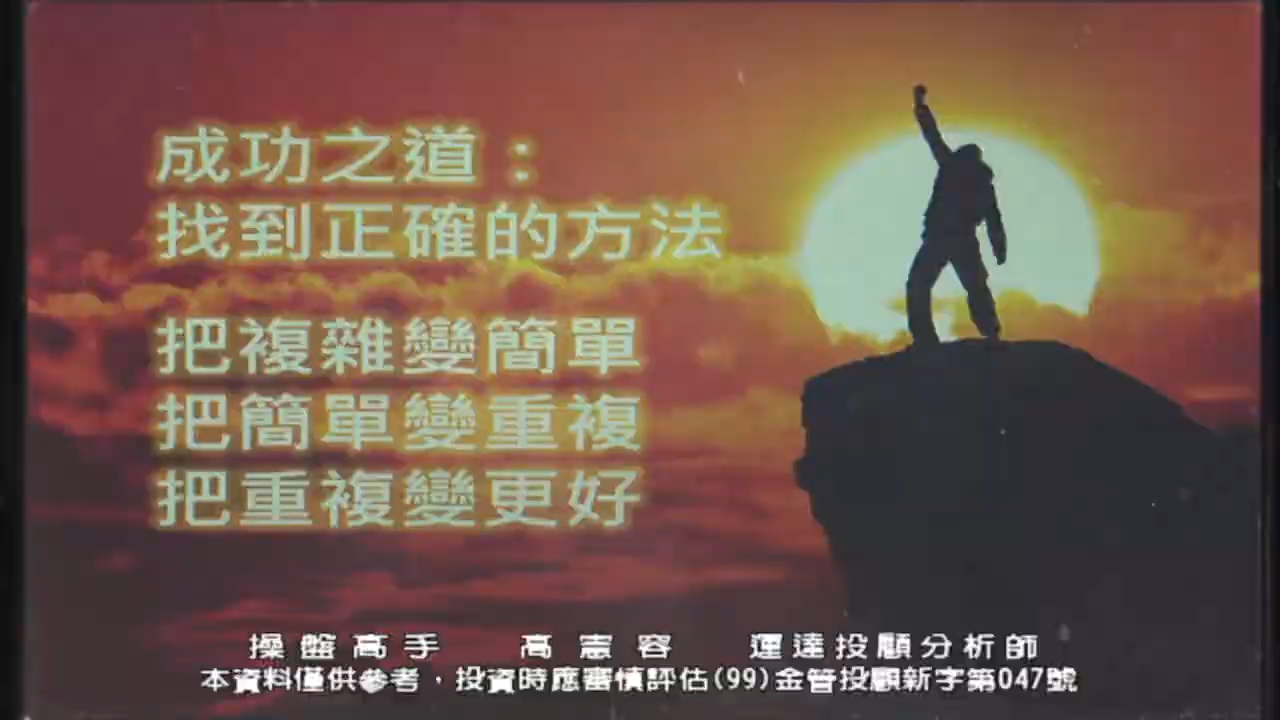 成功之道：
找到正確的方法
把複雜變簡單
把簡單變重複
把重複變更好
操盤高手 高憲容 運達投顧分析師
本資料僅供參考，投資時應審慎評估(99)金管投顧新字第047號